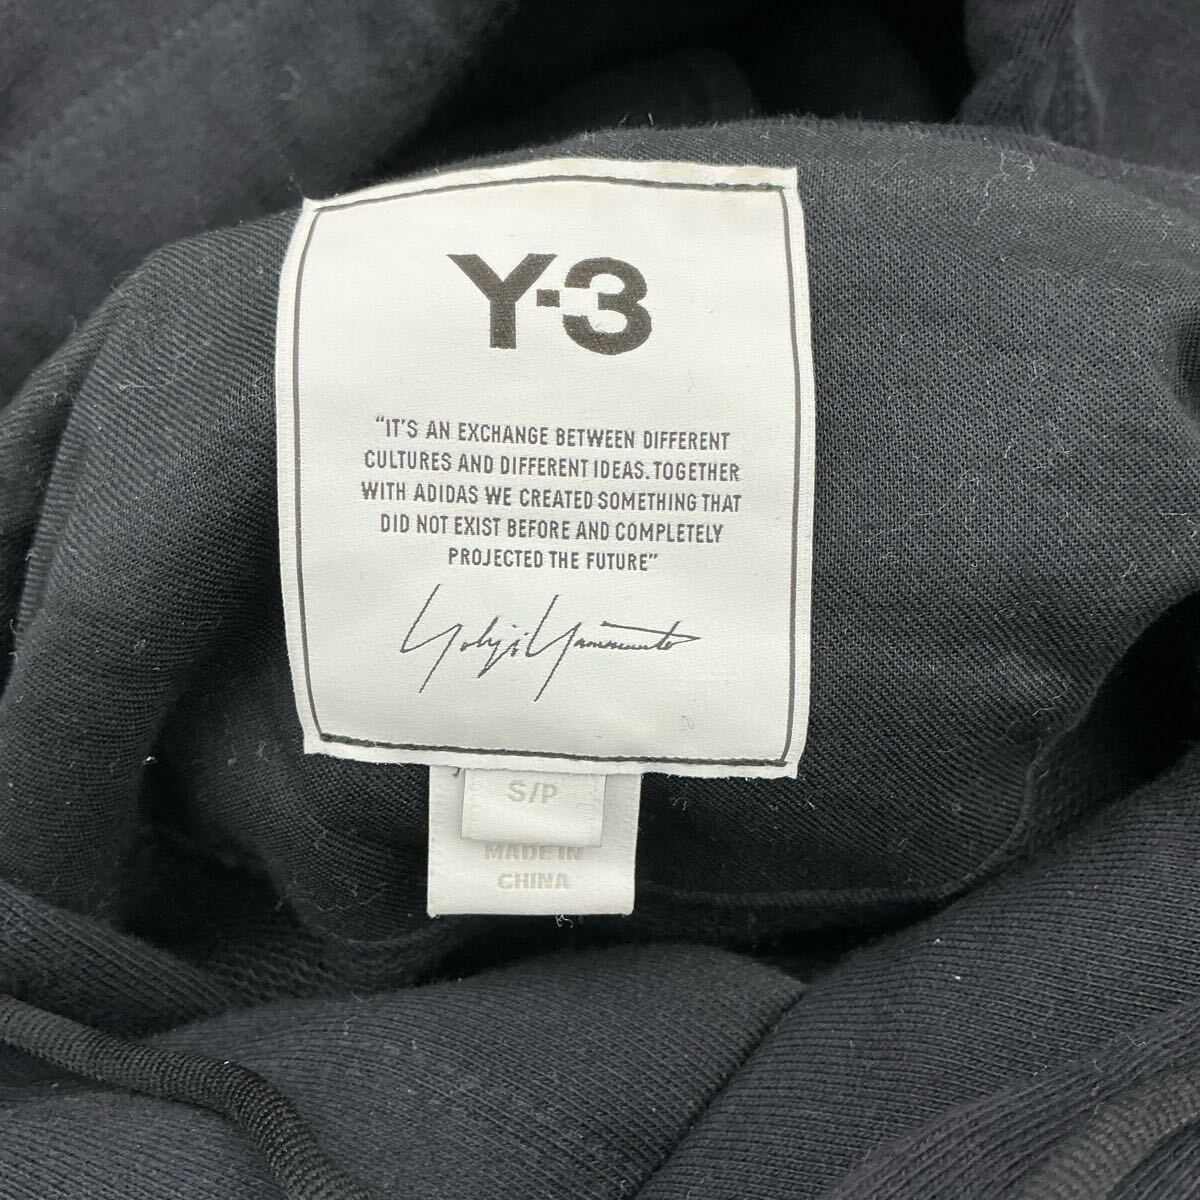 Y-3
"IT'S AN EXCHANGE BETWEEN DIFFERENT
CULTURES AND DIFFERENT IDEAS. TOGETHER
WITH ADIDAS WE CREATED SOMETHING THAT
DID NOT EXIST BEFORE AND COMPLETELY
PROJECTED THE FUTURE"
Yohji Yamamoto
S/P
MADE IN
CHINA